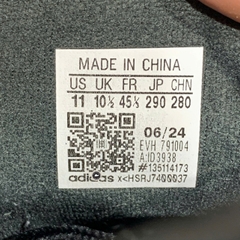 MADE IN CHINA
US UK FR JP CHN
11 10½ 45⅓ 290 280
06/24
EVH 791004
A:ID3938
#135114173
adidas x<HSRJ7400037